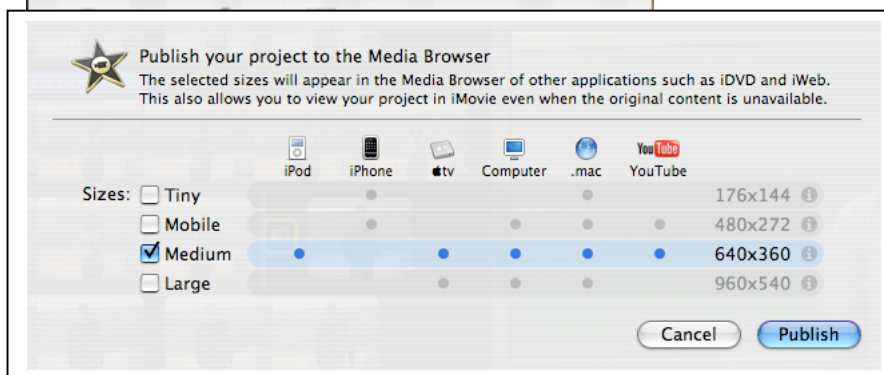 Publish your project to the Media Browser
The selected sizes will appear in the Media Browser of other applications such as iDVD and iWeb.
This also allows you to view your project in iMovie even when the original content is unavailable.
iPod iPhone tv Computer .mac YouTube
Sizes: Tiny 176x144
Mobile 480x272
Medium 640x360
Large 960x540
Cancel Publish